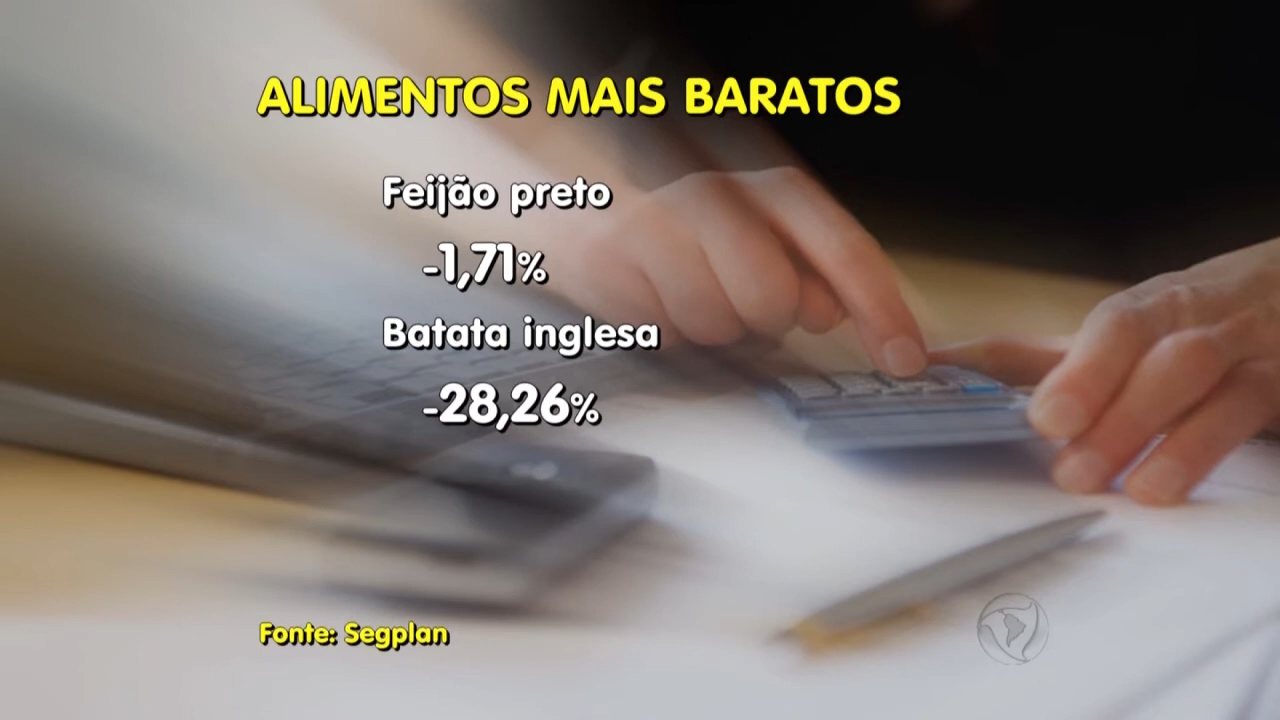 ALIMENTOS MAIS BARATOS
Feijão preto
-1,71%
Batata inglesa
-28,26%
Fonte: Segplan